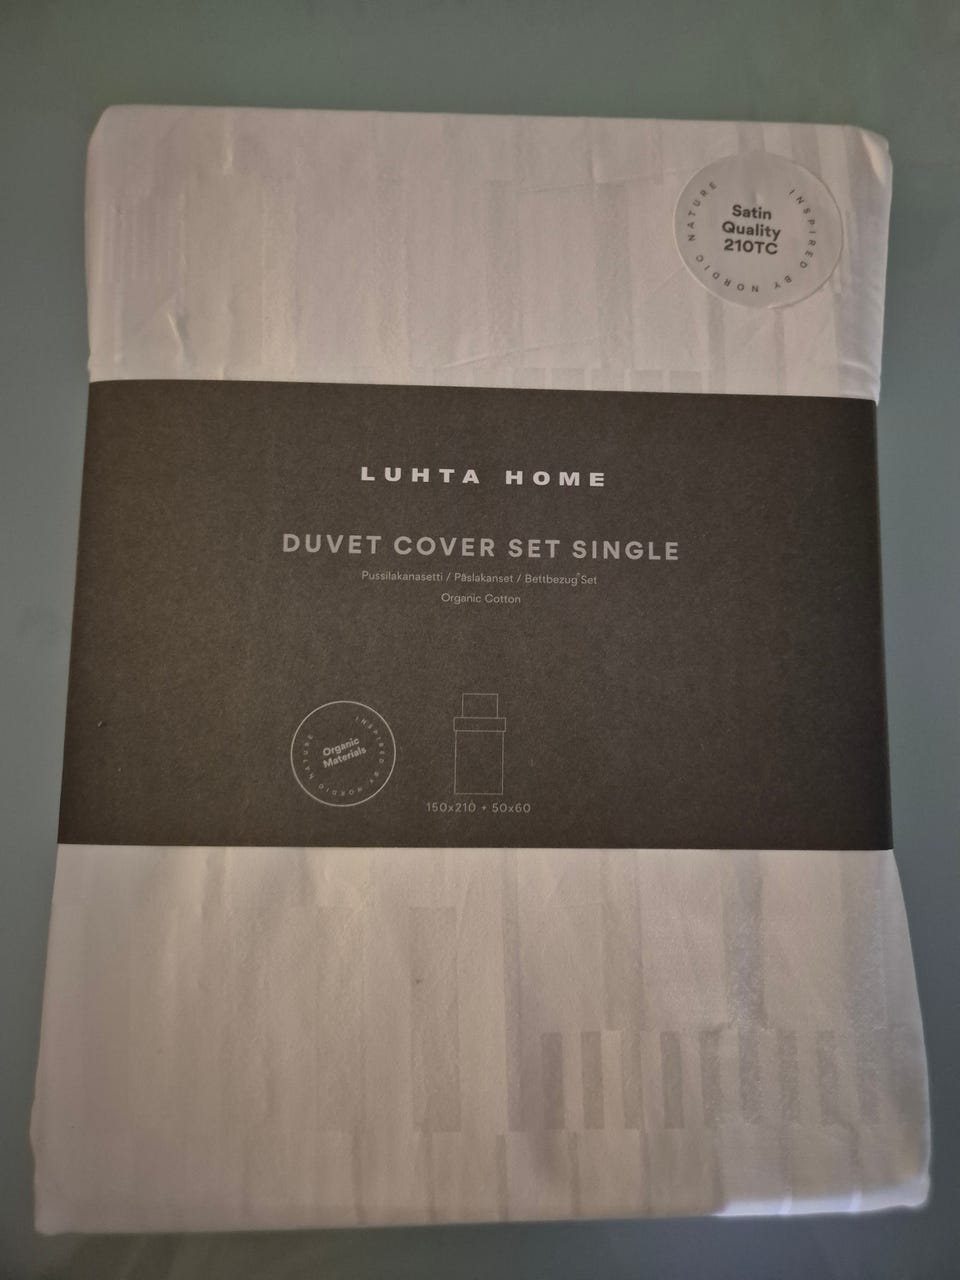 Satin
Quality
210TC
INSPIRED BY NORDIC NATURE
LUHTA HOME
DUVET COVER SET SINGLE
Pussilakanasetti / Påslakanset / Bettbezug Set
Organic Cotton
Organic
Materials
INSPIRED BY NORDIC NATURE
150x210 + 50x60